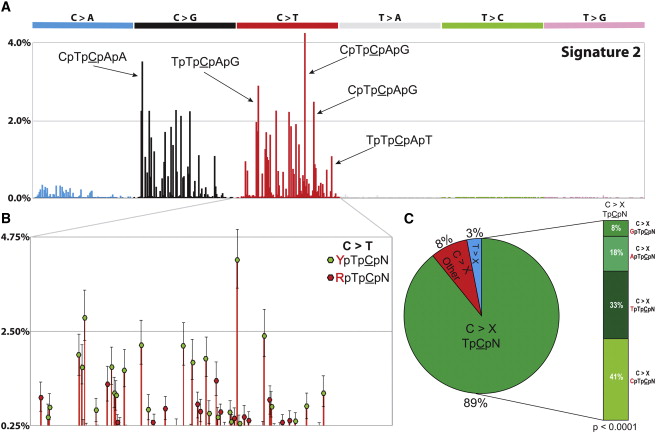 A
C > A C > G C > T T > A T > C T > G
4.0%
2.0%
0.0%
Signature 2
CpTpCpApA
TpTpCpApG
CpTpCpApG
CpTpCpApG
TpTpCpApT
B
4.75%
2.50%
0.25%
C > T
YpTpCpN
RpTpCpN
C
8%
3%
Other
C > X
T > X
C > X
TpCpN
89%
C > X
TpCpN
8%
C > X
GpTpCpN
18%
C > X
ApTpCpN
33%
C > X
TpTpCpN
41%
C > X
CpTpCpN
p < 0.0001